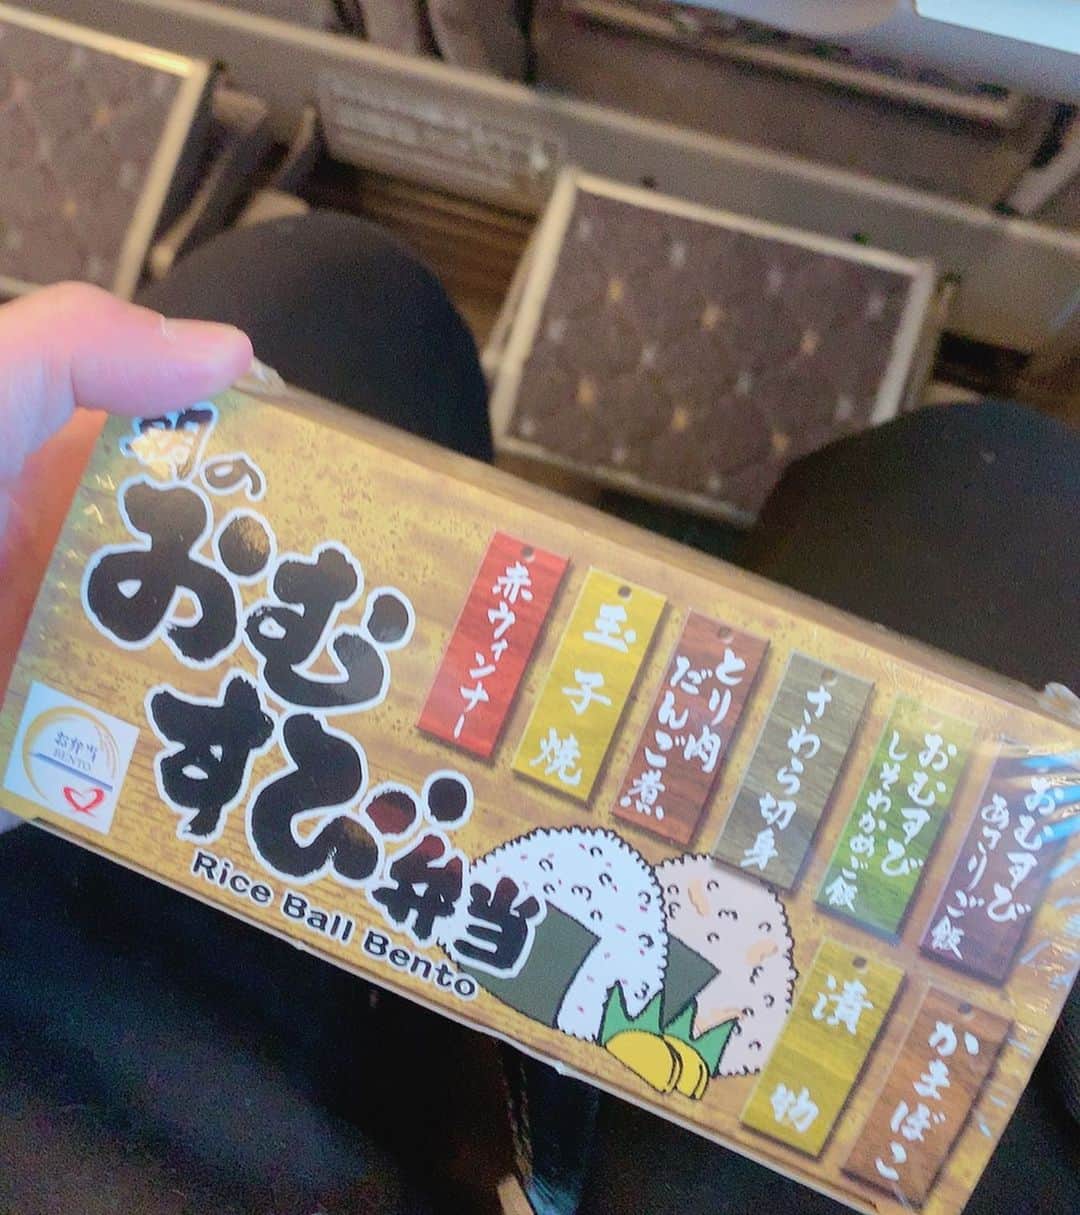 の
おむ
すび弁当
Rice Ball Bento
お弁当
BENTO
おむすび
あさりご飯
おむすび
しそわかめご飯
さわら切身
とり肉
だんご煮
玉子焼
赤ウィンナー
かまぼこ
漬物